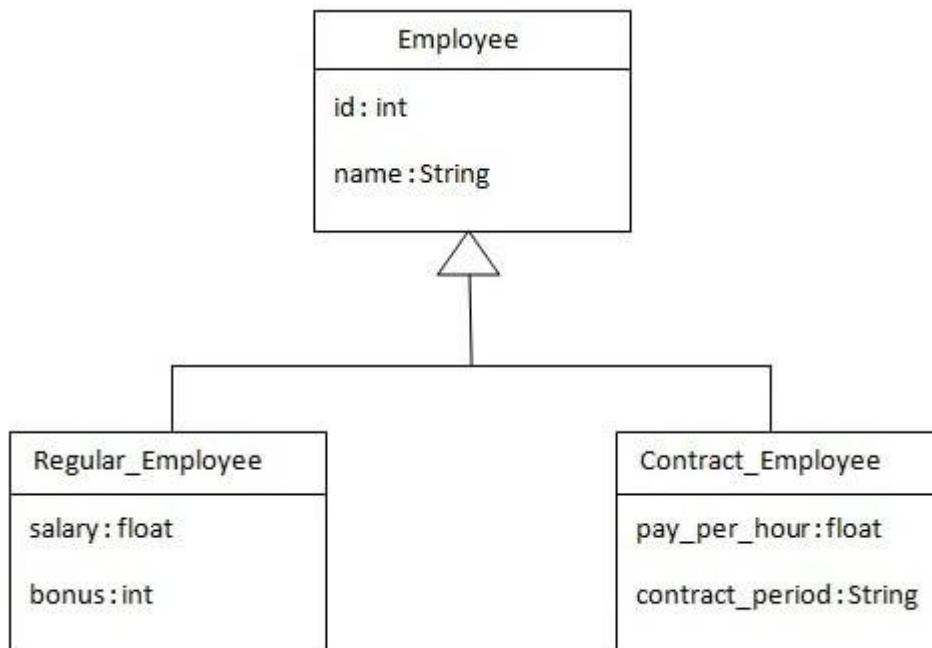 Employee
id : int
name : String
Regular_Employee
salary : float
bonus : int
Contract_Employee
pay_per_hour : float
contract_period : String